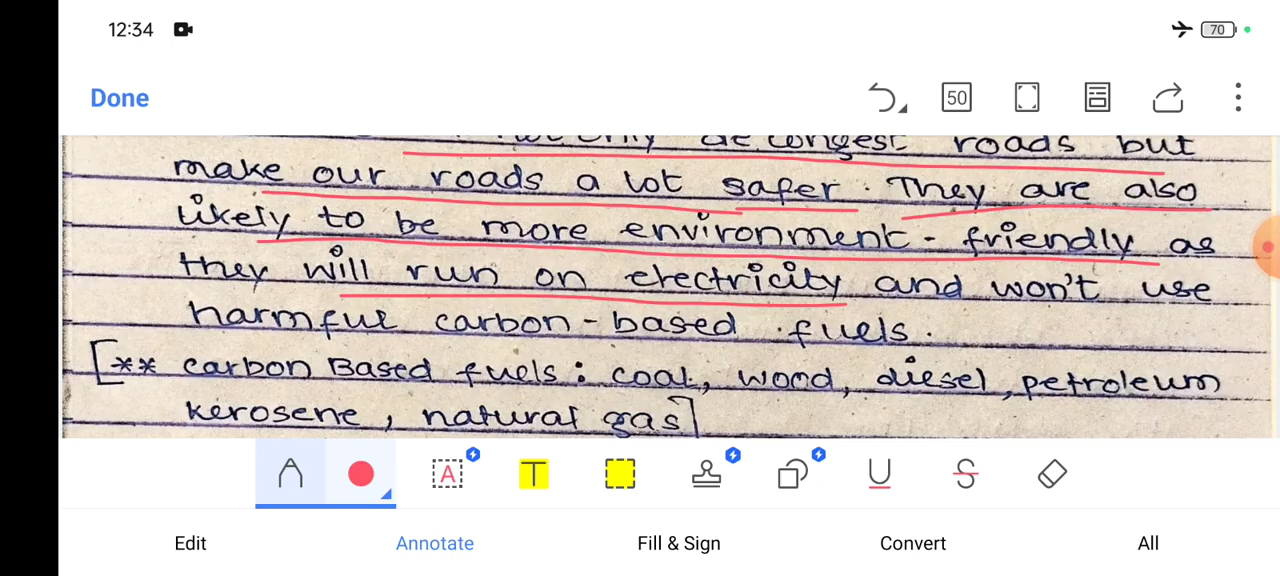 12:34
70
Done
50
decongest roads but
make our roads a lot safer. They are also
likely to be more environment-friendly as
they will run on electricity and won't use
harmful carbon-based fuels.
[** carbon Based fuels: coal, wood, diesel, petroleum
kerosene, natural gas]
A
T
U
S
Edit Annotate Fill & Sign Convert All